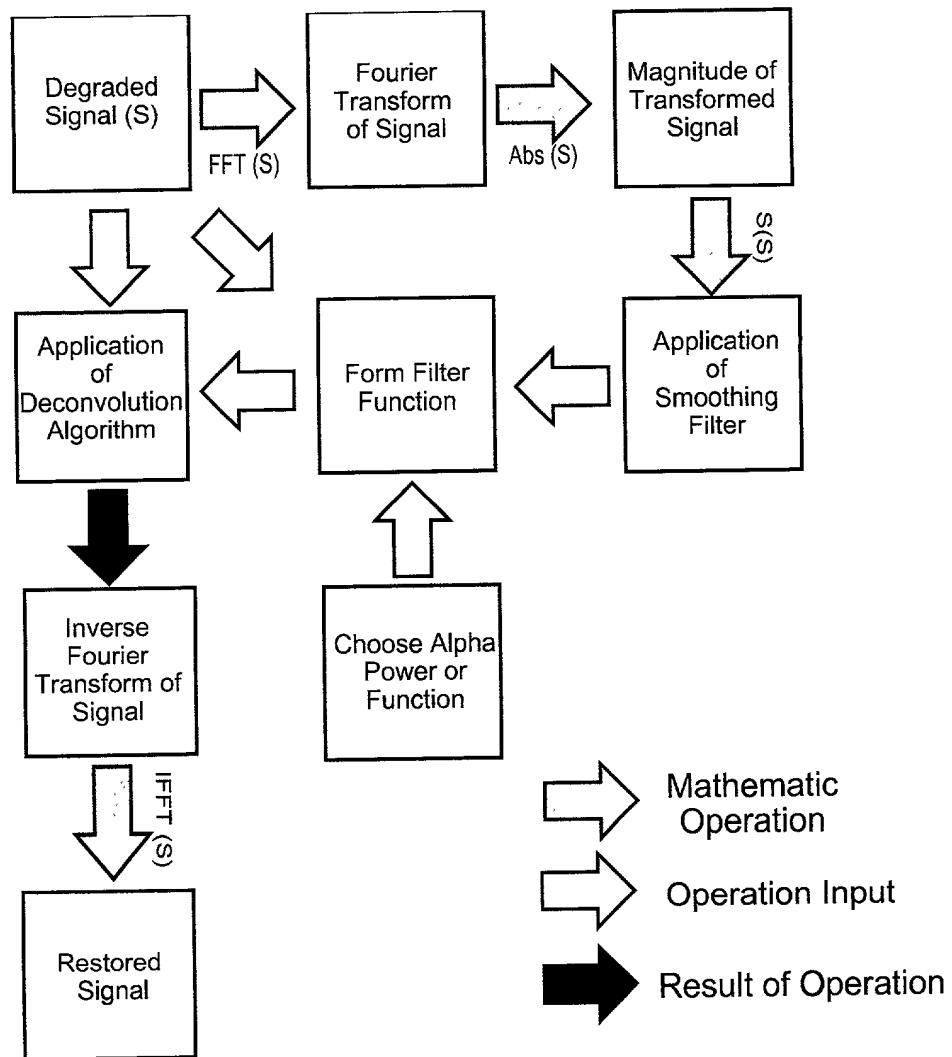 Degraded
Signal (S)
FFT (S)
Fourier
Transform
of Signal
Abs (S)
Magnitude of
Transformed
Signal
S(S)
Application
of
Deconvolution
Algorithm
Form Filter
Function
Application
of
Smoothing
Filter
Inverse
Fourier
Transform of
Signal
Choose Alpha
Power or
Function
IFFT (S)
Restored
Signal
Mathematic
Operation
Operation Input
Result of Operation